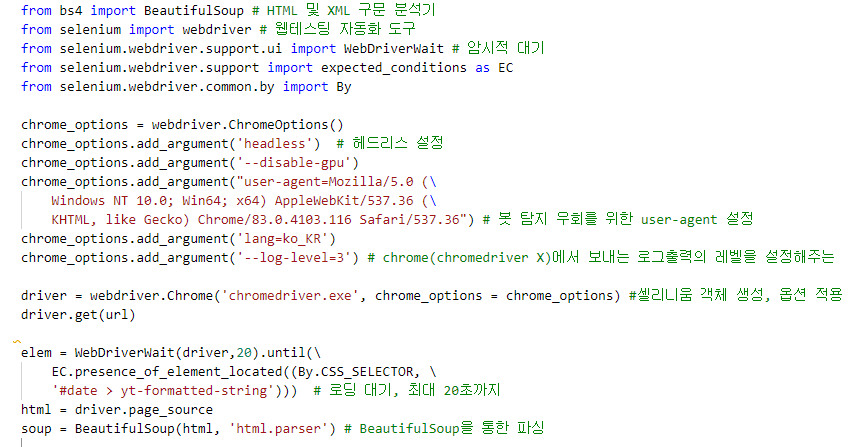 from bs4 import BeautifulSoup # HTML 및 XML 구문 분석기
from selenium import webdriver # 웹테스팅 자동화 도구
from selenium.webdriver.support.ui import WebDriverWait # 암시적 대기
from selenium.webdriver.support import expected_conditions as EC
from selenium.webdriver.common.by import By

chrome_options = webdriver.ChromeOptions()
chrome_options.add_argument('headless')  # 헤드리스 설정
chrome_options.add_argument('--disable-gpu')
chrome_options.add_argument("user-agent=Mozilla/5.0 (\
    Windows NT 10.0; Win64; x64) AppleWebKit/537.36 (\
    KHTML, like Gecko) Chrome/83.0.4103.116 Safari/537.36") # 봇 탐지 우회를 위한 user-agent 설정
chrome_options.add_argument('lang=ko_KR')
chrome_options.add_argument('--log-level=3') # chrome(chromedriver X)에서 보내는 로그출력의 레벨을 설정해주는

driver = webdriver.Chrome('chromedriver.exe', chrome_options = chrome_options) #셀리니움 객체 생성, 옵션 적용
driver.get(url)

elem = WebDriverWait(driver,20).until(\
    EC.presence_of_element_located((By.CSS_SELECTOR, \
    '#date > yt-formatted-string')))  # 로딩 대기, 최대 20초까지
html = driver.page_source
soup = BeautifulSoup(html, 'html.parser') # BeautifulSoup을 통한 파싱